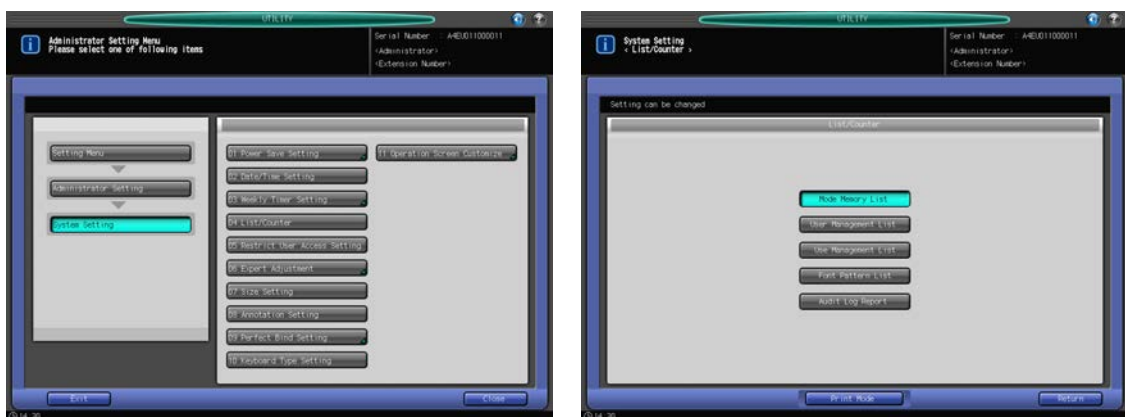 UTILITY
Administrator Setting Menu
Please select one of following items
Serial Number : A4EU011000011
<Administrator>
<Extension Number>
Setting Menu
Administrator Setting
System Setting
01 Power Save Setting
02 Date/Time Setting
03 Weekly Timer Setting
04 List/Counter
05 Restrict User Access Setting
06 Expert Adjustment
07 Size Setting
08 Annotation Setting
09 Perfect Bind Setting
10 Keyboard Type Setting
11 Operation Screen Customize
Exit
Close
14:30
UTILITY
System Setting
< List/Counter >
Serial Number : A4EU011000011
<Administrator>
<Extension Number>
Setting can be changed
List/Counter
Mode Memory List
User Management List
Use Management List
Font Pattern List
Audit Log Report
Print Mode
Return
14:30